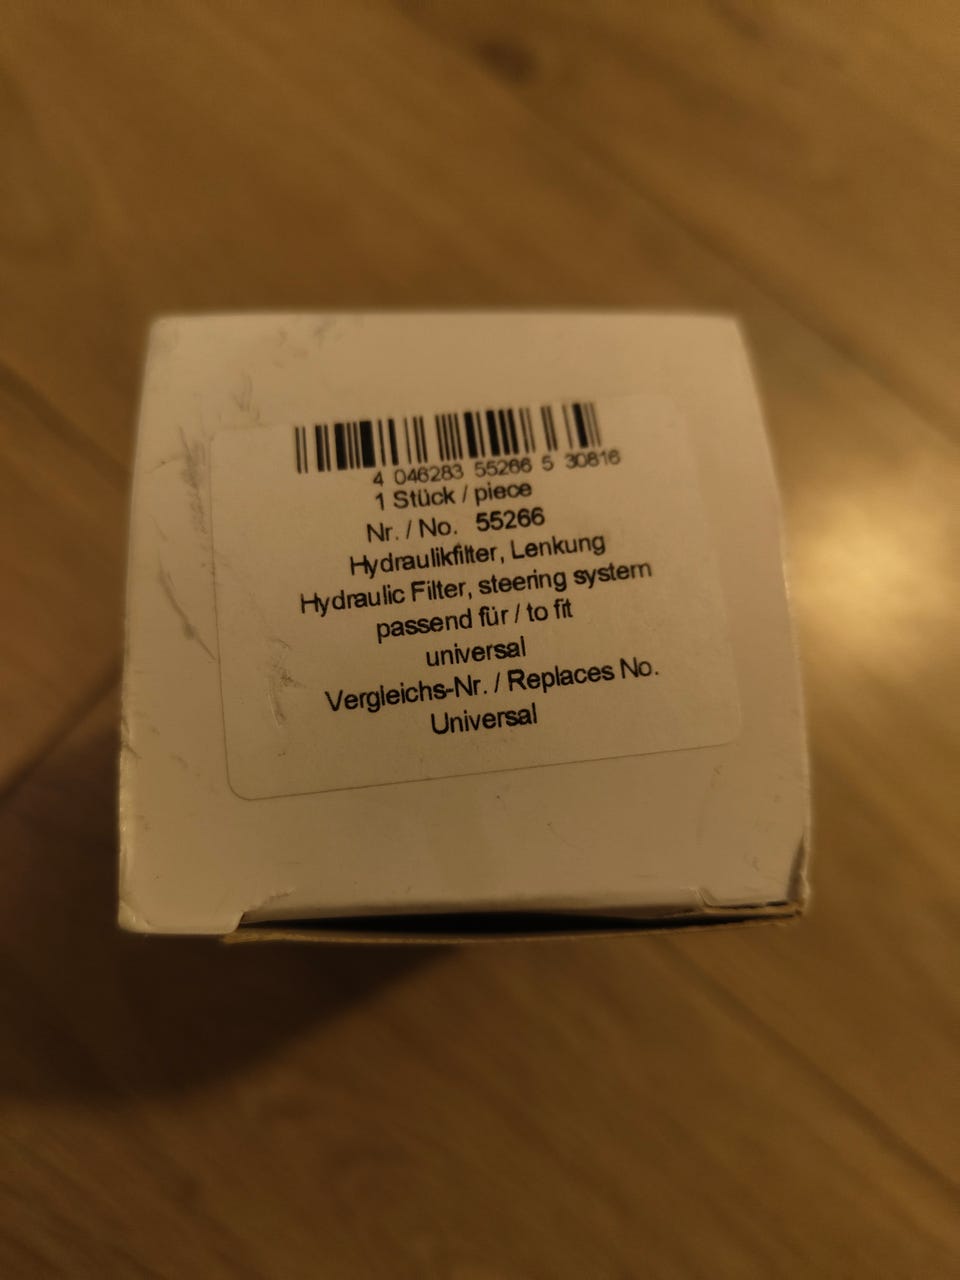 4 046283 55266 5 30816
1 Stück / piece
Nr. / No. 55266
Hydraulikfilter, Lenkung
Hydraulic Filter, steering system
passend für / to fit
universal
Vergleichs-Nr. / Replaces No.
Universal